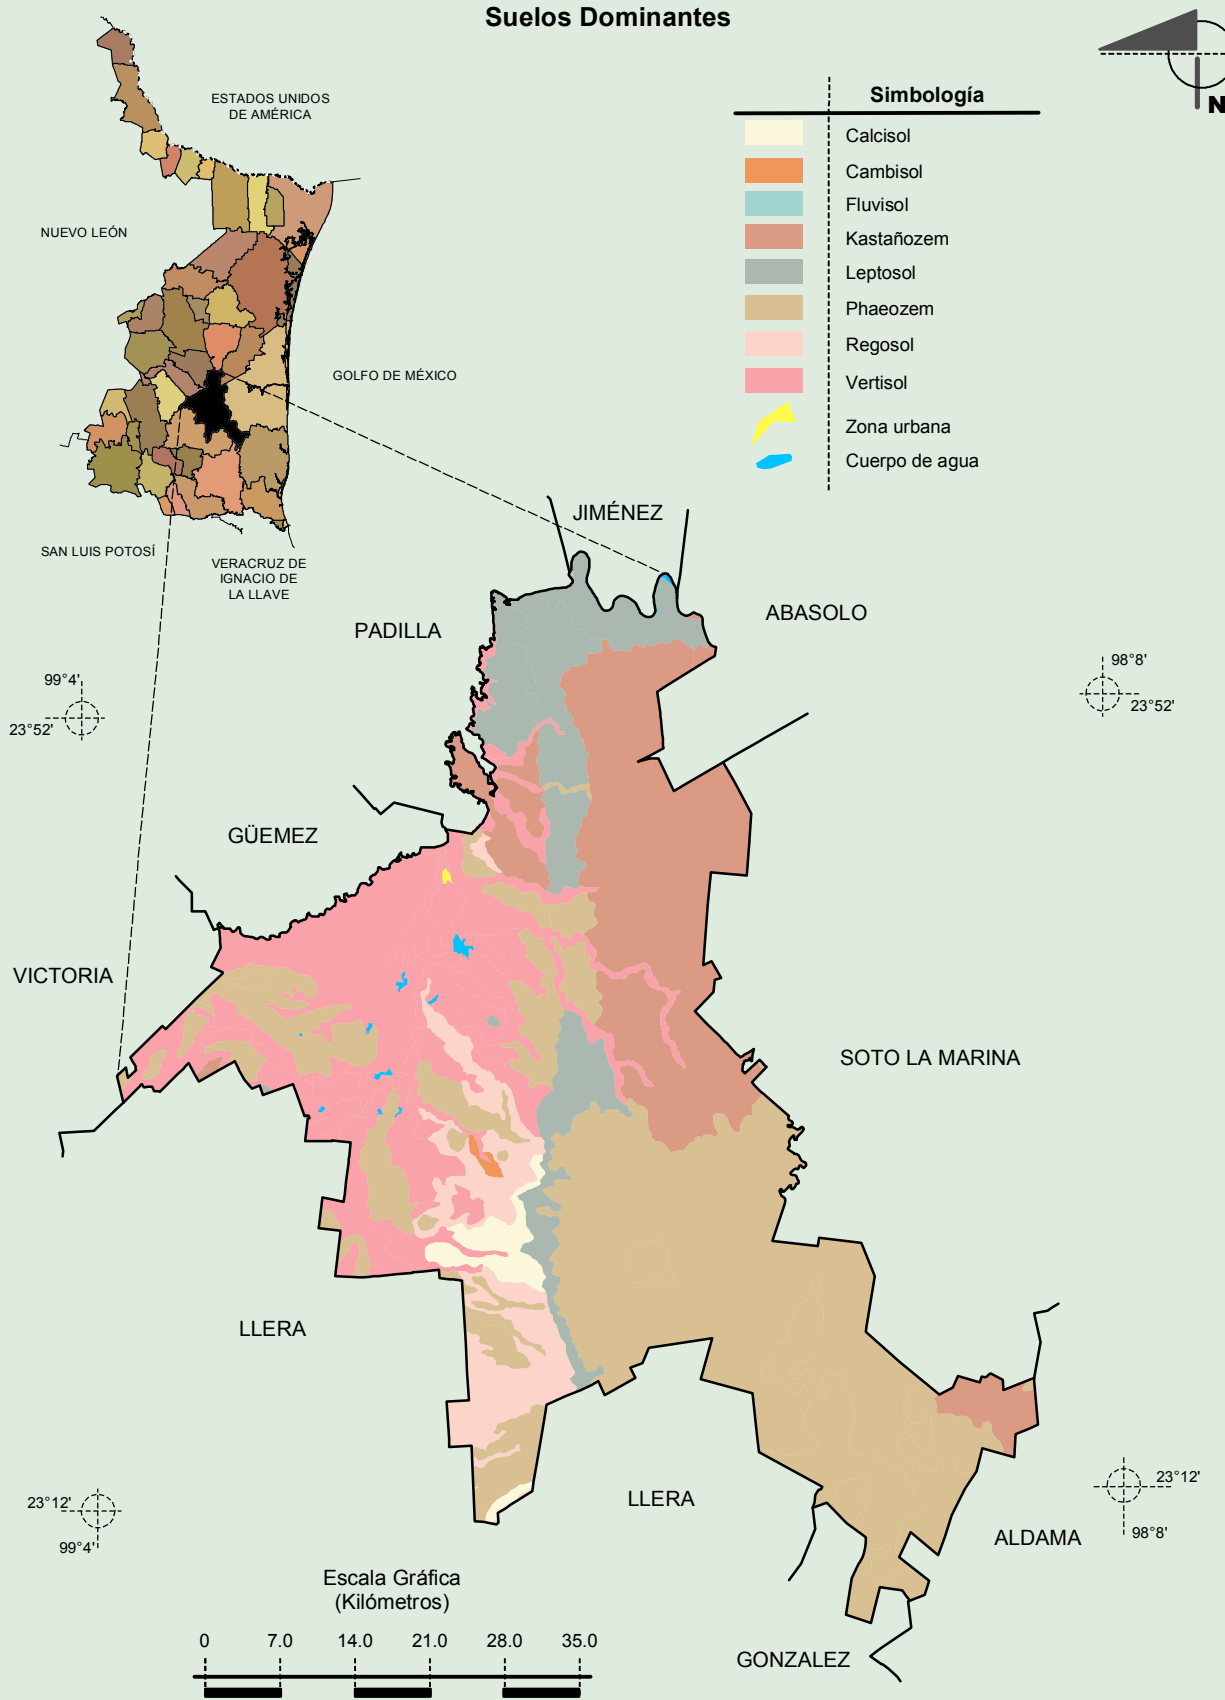 Suelos Dominantes
N
ESTADOS UNIDOS
DE AMÉRICA
NUEVO LEÓN
GOLFO DE MÉXICO
SAN LUIS POTOSÍ
VERACRUZ DE
IGNACIO DE
LA LLAVE
Simbología
Calcisol
Cambisol
Fluvisol
Kastañozem
Leptosol
Phaeozem
Regosol
Vertisol
Zona urbana
Cuerpo de agua
JIMÉNEZ
ABASOLO
PADILLA
99°4'
23°52'
98°8'
23°52'
GÜEMEZ
VICTORIA
SOTO LA MARINA
LLERA
LLERA
23°12'
99°4'
23°12'
98°8'
ALDAMA
GONZALEZ
Escala Gráfica
(Kilómetros)
0 7.0 14.0 21.0 28.0 35.0